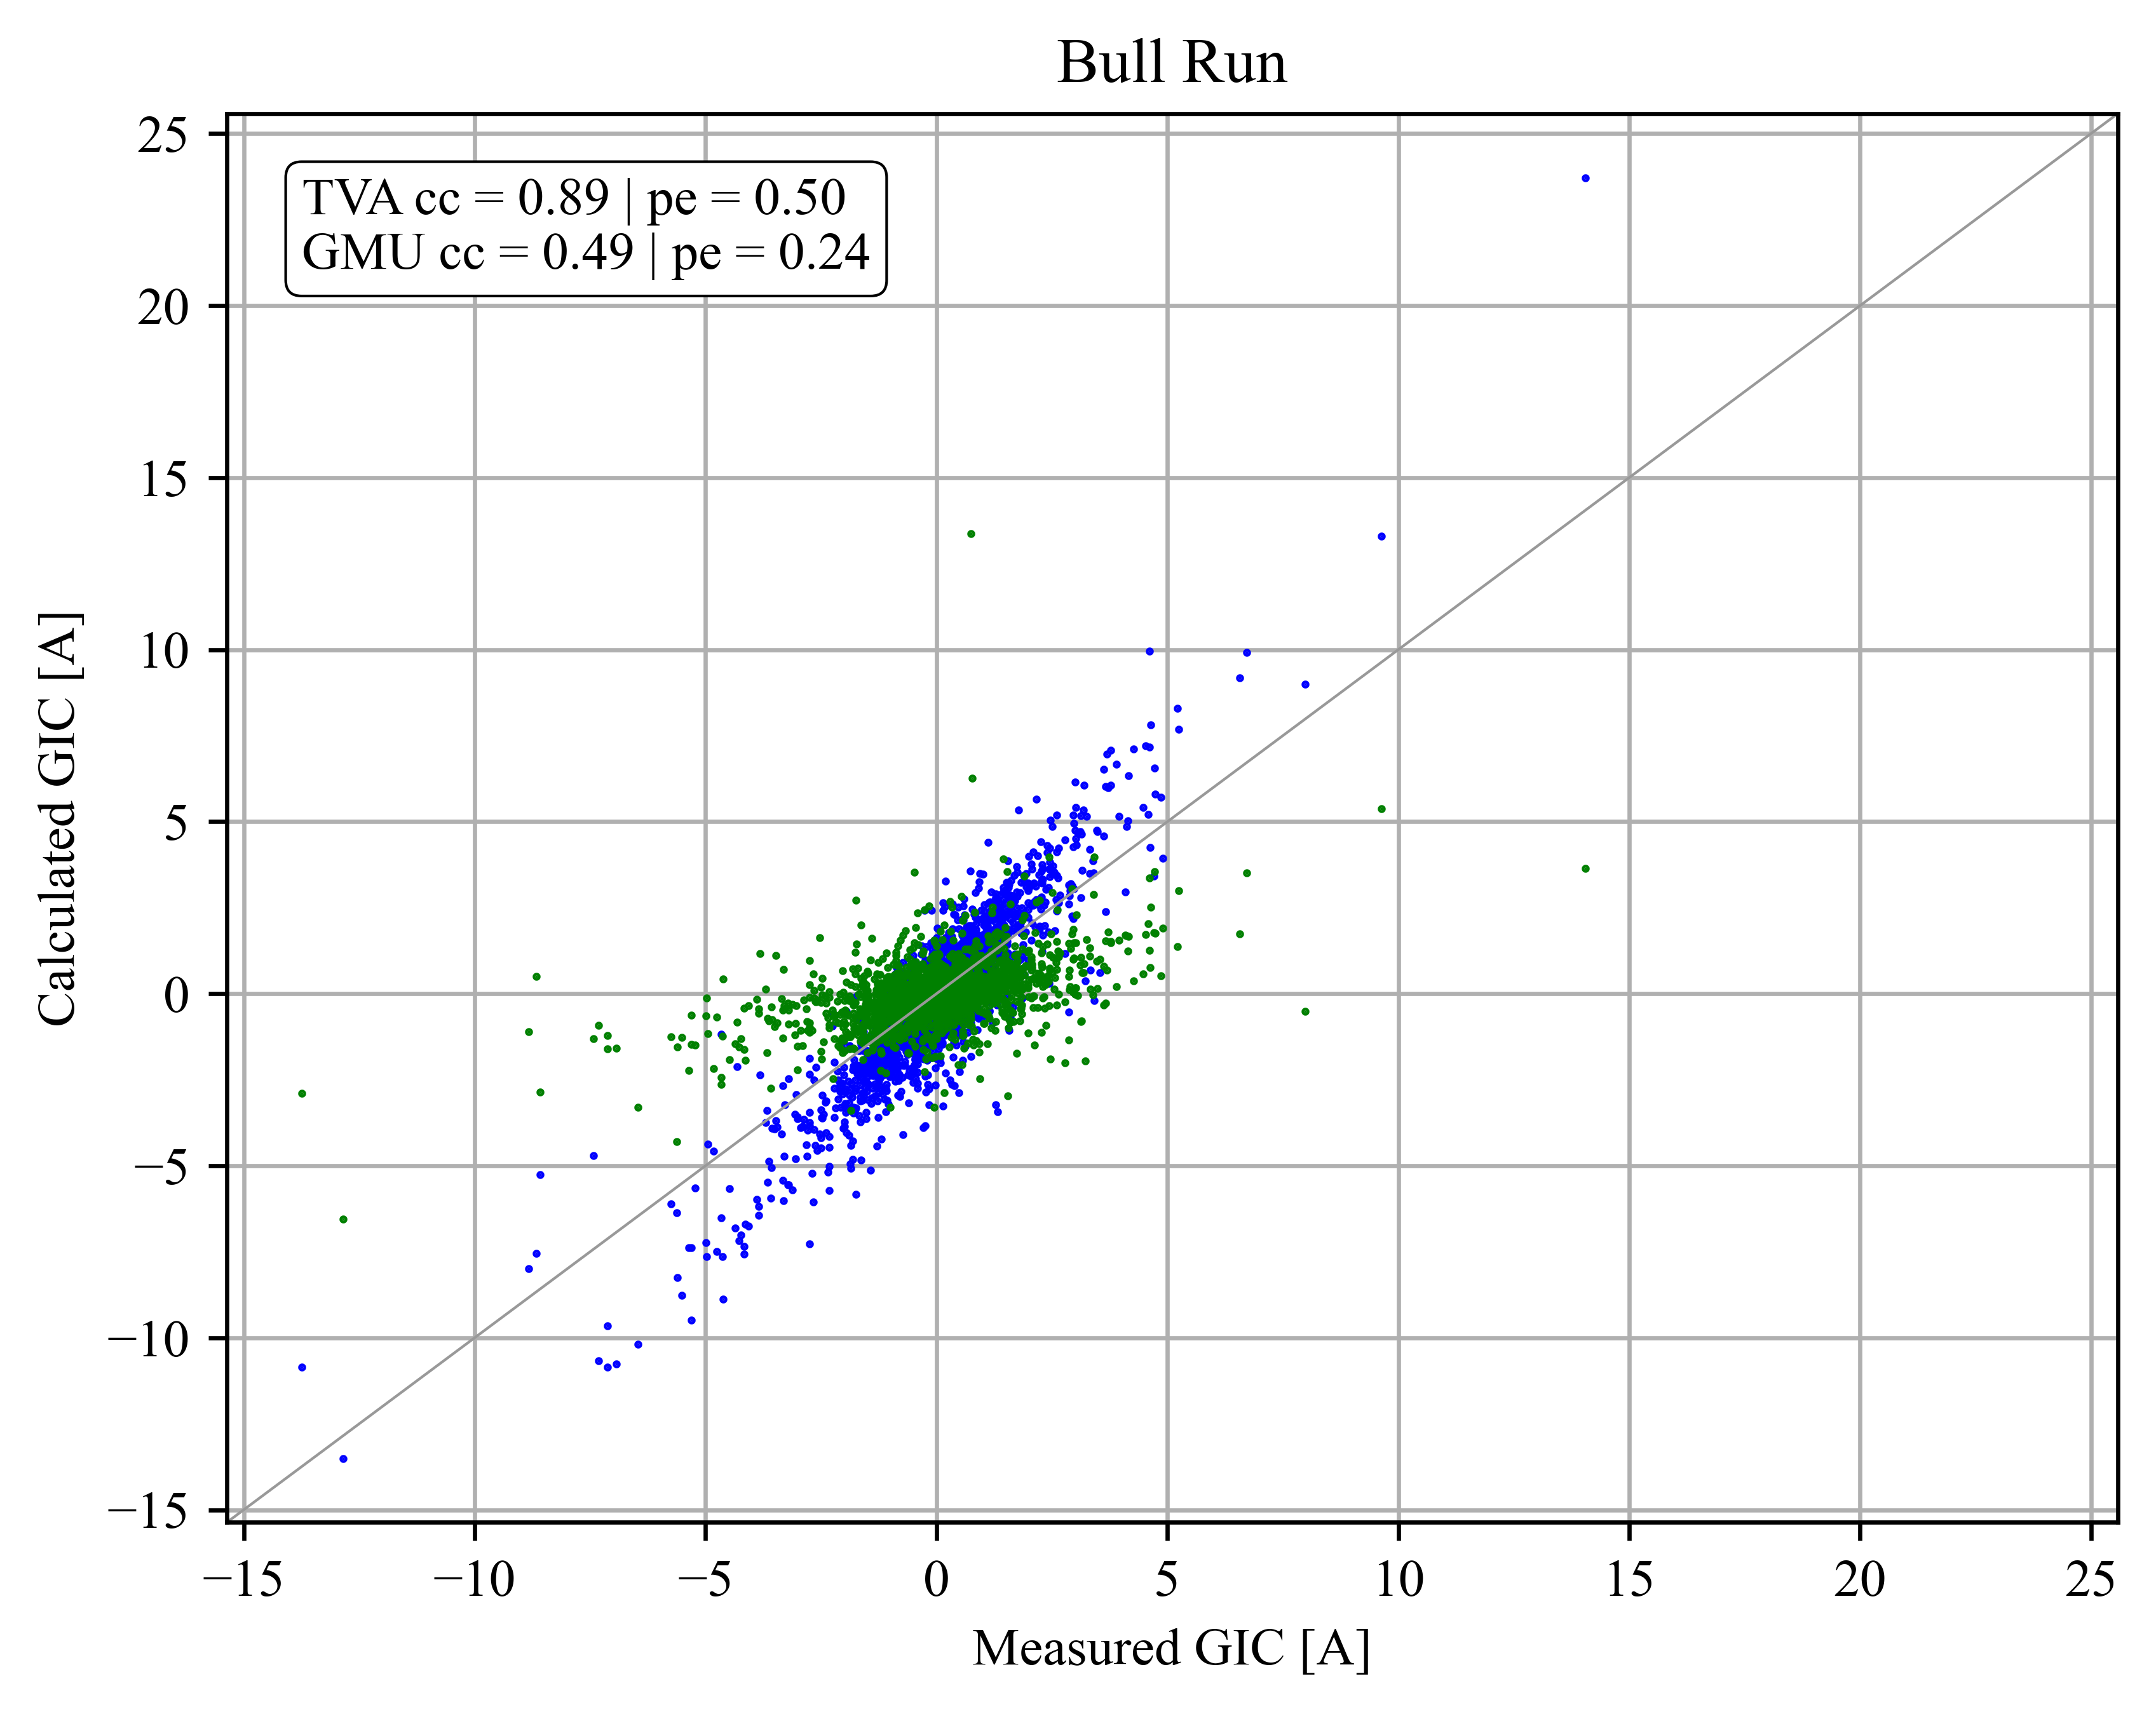 Bull Run
25
20
15
10
5
0
−5
−10
−15
Calculated GIC [A]
TVA cc = 0.89 | pe = 0.50
GMU cc = 0.49 | pe = 0.24
−15 −10 −5 0 5 10 15 20 25
Measured GIC [A]